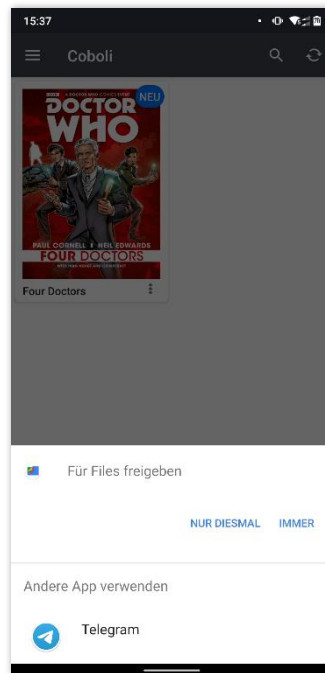 15:37
Coboli
NEU
BBC
DOCTOR
WHO
PAUL CORNELL NEIL EDWARDS
FOUR DOCTORS
Four Doctors
Für Files freigeben
NUR DIESMAL IMMER
Andere App verwenden
Telegram